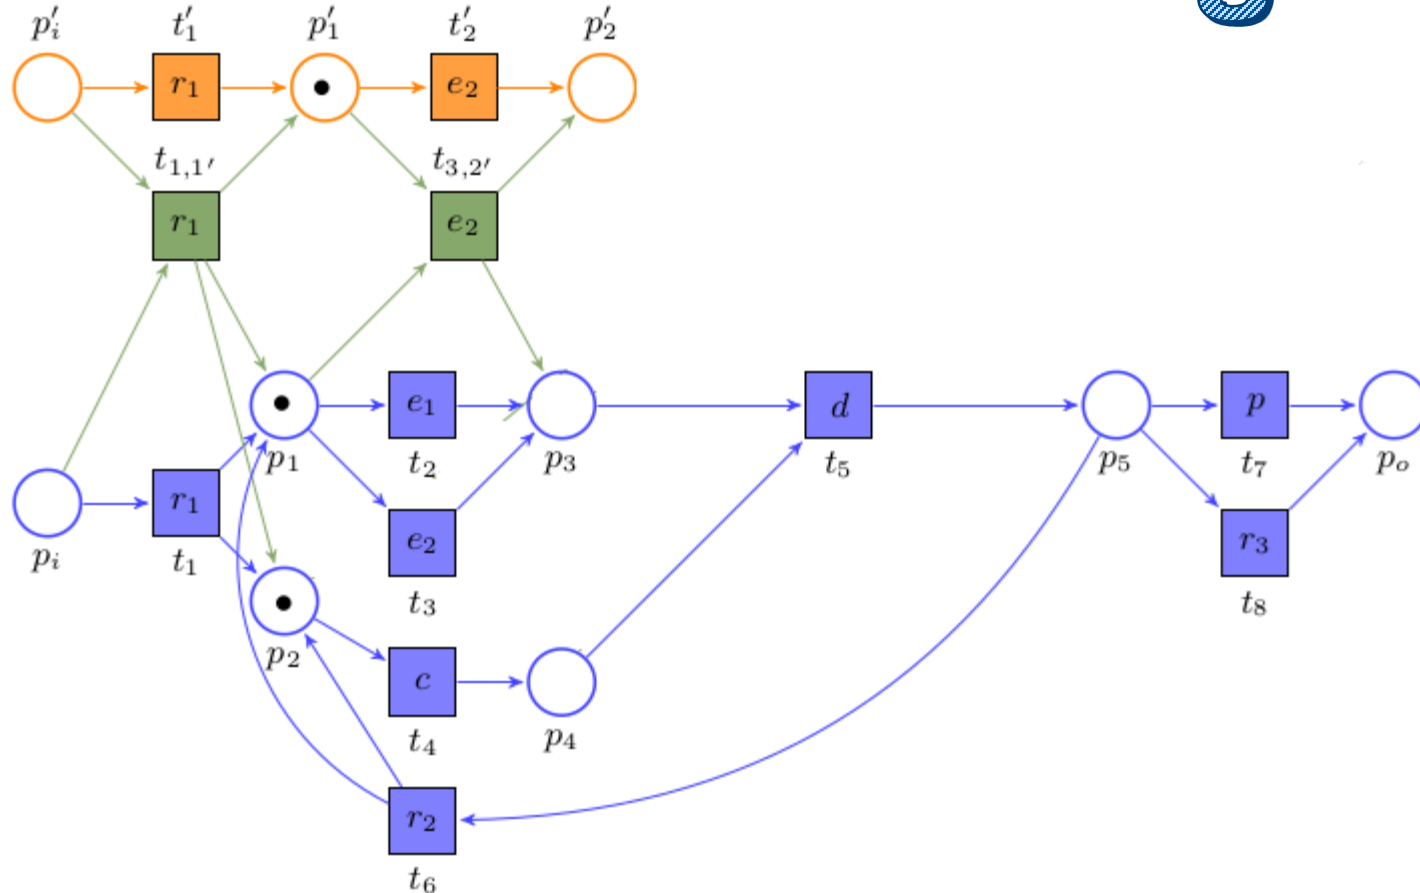 p′ᵢ t′₁ p′₁ t′₂ p′₂
r₁ e₂
t₁,₁′ t₃,₂′
r₁ e₂
e₁ d p
p₁ t₂ p₃ t₅ p₅ t₇ pₒ
r₁ e₂ r₃
pᵢ t₁ t₃ t₈
p₂
c
t₄ p₄
r₂
t₆